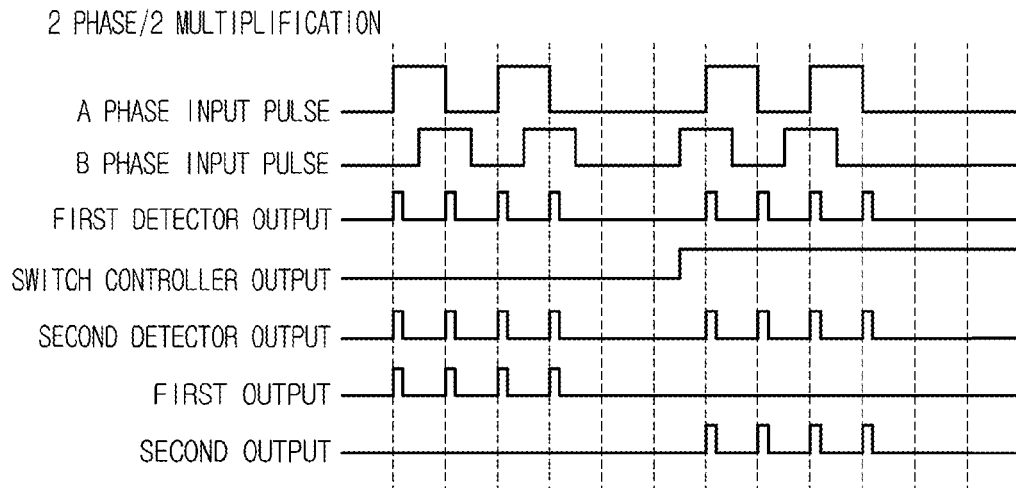 2 PHASE/2 MULTIPLIFICATION
A PHASE INPUT PULSE
B PHASE INPUT PULSE
FIRST DETECTOR OUTPUT
SWITCH CONTROLLER OUTPUT
SECOND DETECTOR OUTPUT
FIRST OUTPUT
SECOND OUTPUT